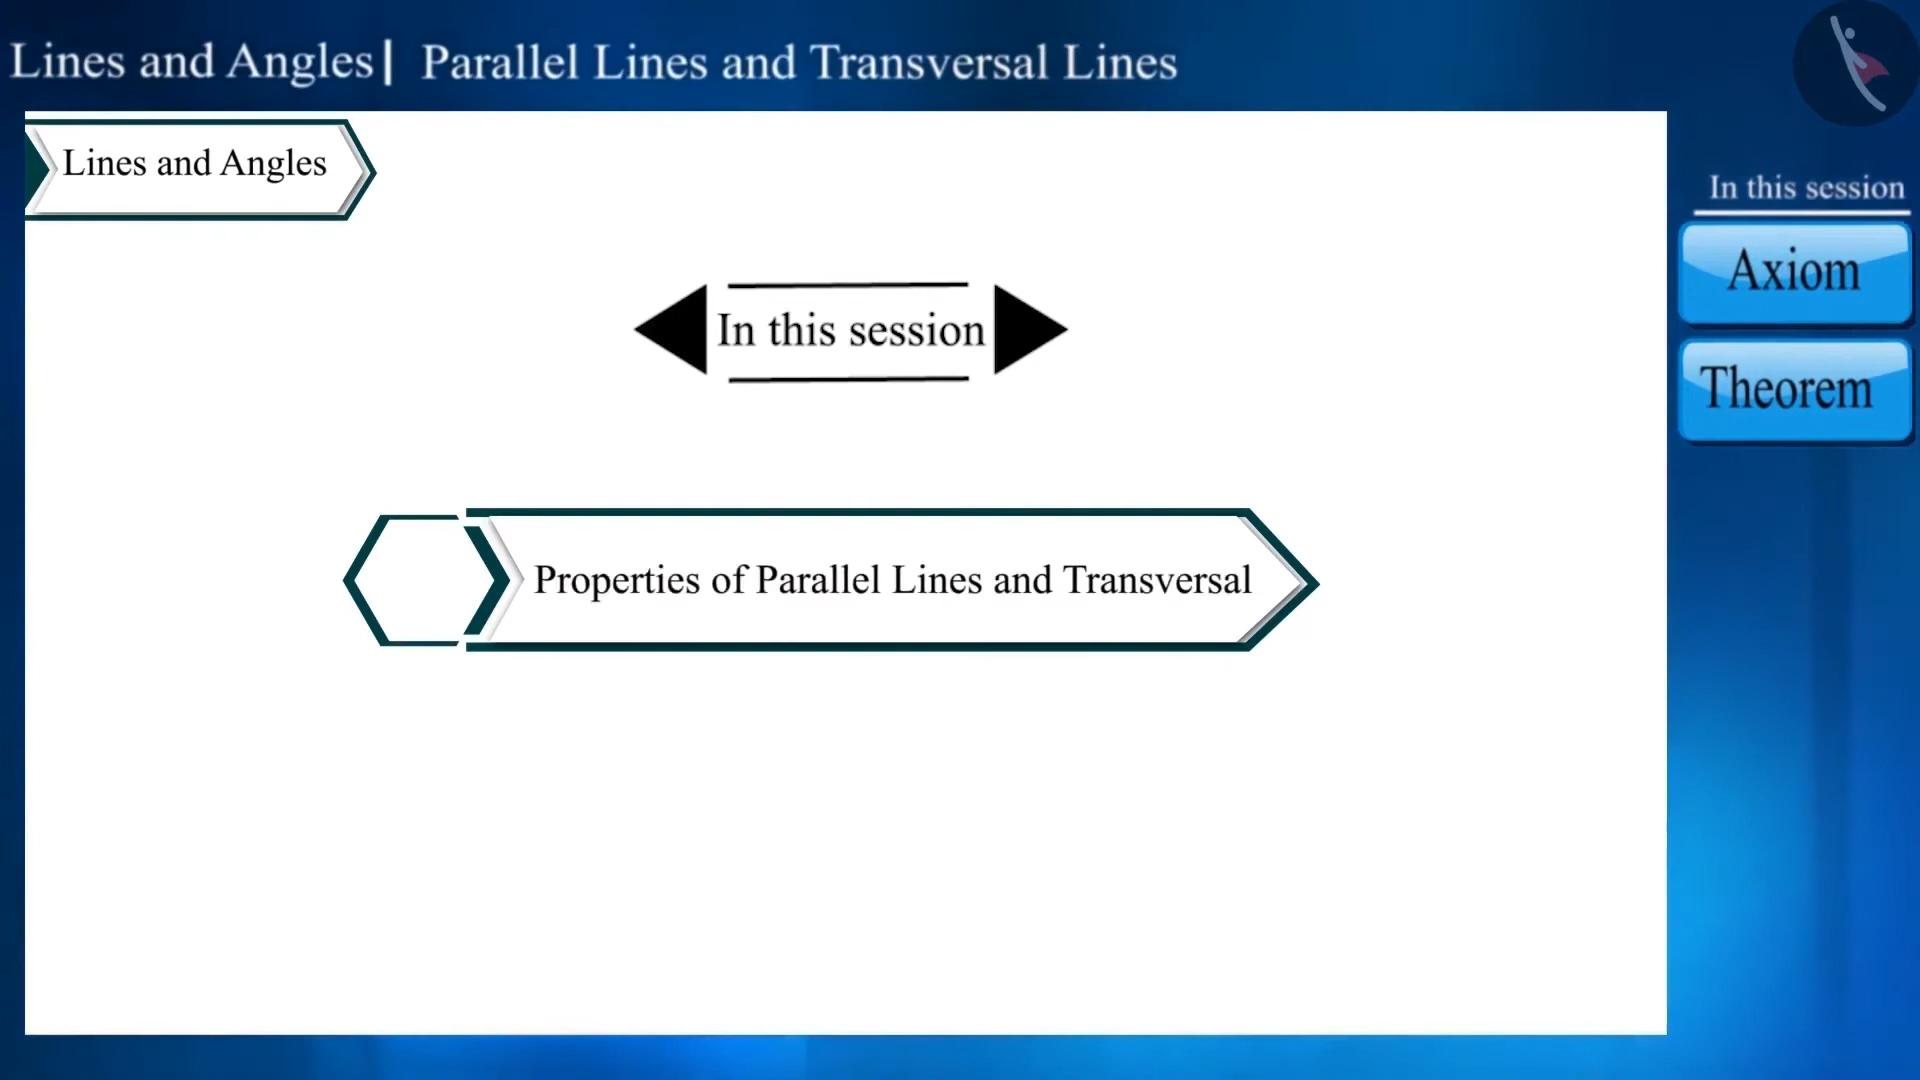 Lines and Angles| Parallel Lines and Transversal Lines
Lines and Angles
In this session
Properties of Parallel Lines and Transversal
In this session
Axiom
Theorem